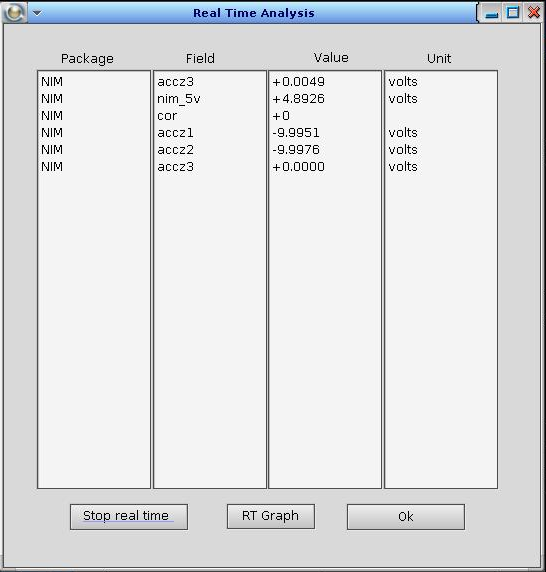 Real Time Analysis
Package Field Value Unit
NIM accz3 +0.0049 volts
NIM nim_5v +4.8926 volts
NIM cor +0
NIM accz1 -9.9951 volts
NIM accz2 -9.9976 volts
NIM accz3 +0.0000 volts
Stop real time RT Graph Ok